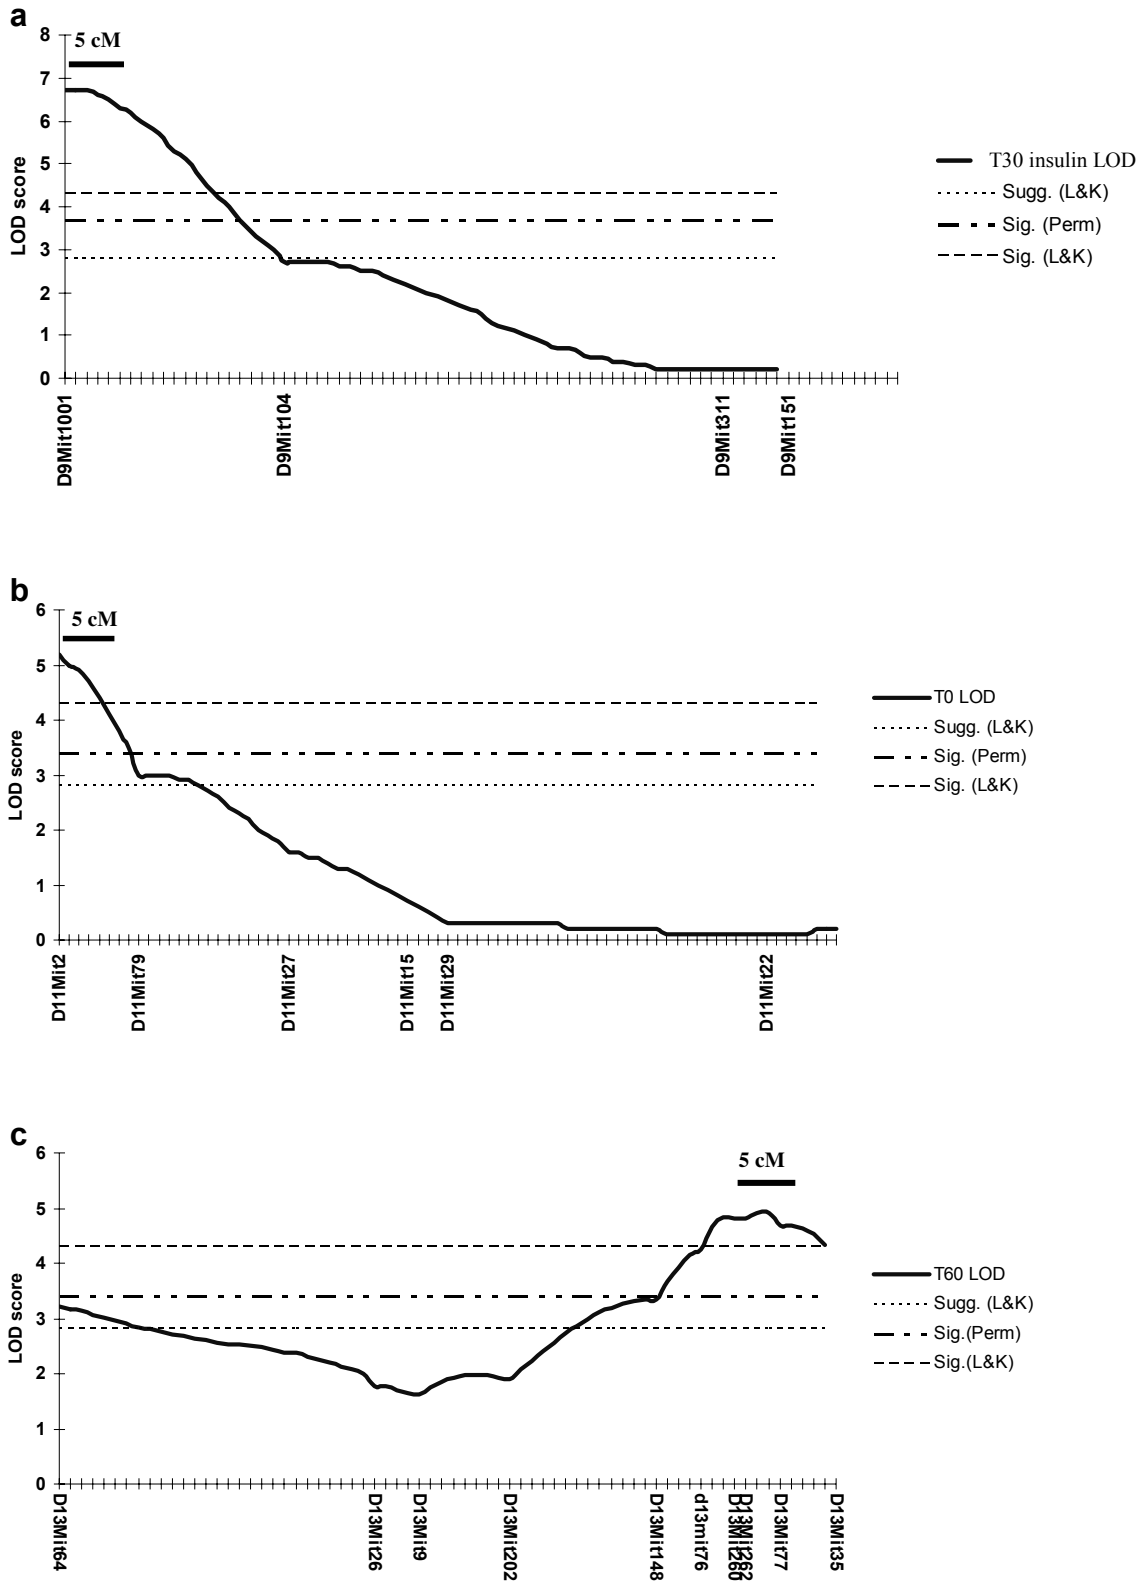 a
8
5 cM
7
6
5
4
3
2
1
0
LOD score
D9Mit1001
D9Mit104
D9Mit311
D9Mit151
T30 insulin LOD
Sugg. (L&K)
Sig. (Perm)
Sig. (L&K)
b
6
5 cM
5
4
3
2
1
0
LOD score
D11Mit2
D11Mit79
D11Mit27
D11Mit15
D11Mit29
D11Mit22
T0 LOD
Sugg. (L&K)
Sig. (Perm)
Sig. (L&K)
c
6
5 cM
5
4
3
2
1
0
LOD score
D13Mit64
D13Mit26
D13Mit9
D13Mit202
D13Mit148
d13mit76
D13Mit260
D13Mit262
D13Mit77
D13Mit35
T60 LOD
Sugg. (L&K)
Sig.(Perm)
Sig.(L&K)